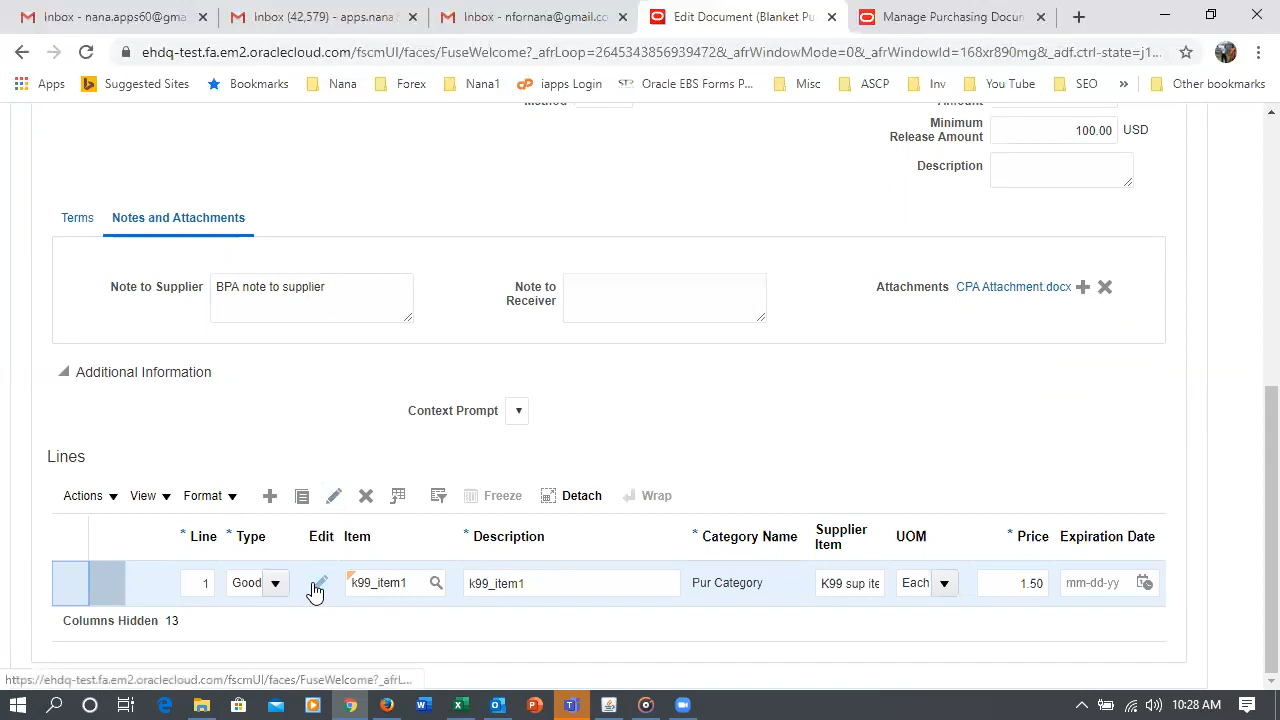 Inbox - nana.apps60@gma
Inbox (42,579) - apps.nana
Inbox - nfornana@gmail.co
Edit Document (Blanket Pu
Manage Purchasing Docun
ehdq-test.fa.em2.oraclecloud.com/fscmUI/faces/FuseWelcome?_afrLoop=2645343856939472&_afrWindowMode=0&_afrWindowId=168xr890mg&_adf.ctrl-state=j1...
Apps Suggested Sites Bookmarks Nana Forex Nana1 iapps Login Oracle EBS Forms P... Misc ASCP Inv You Tube SEO » Other bookmarks
Method Amount
Minimum
Release Amount 100.00 USD
Description
Terms Notes and Attachments
Note to Supplier BPA note to supplier
Note to
Receiver
Attachments CPA Attachment.docx
Additional Information
Context Prompt
Lines
Actions View Format Freeze Detach Wrap
* Line * Type Edit Item * Description * Category Name Supplier
Item UOM * Price Expiration Date
1 Good k99_item1 k99_item1 Pur Category K99 sup ite Each 1.50 mm-dd-yy
Columns Hidden 13
https://ehdq-test.fa.em2.oraclecloud.com/fscmUI/faces/FuseWelcome?_afrL...
10:28 AM